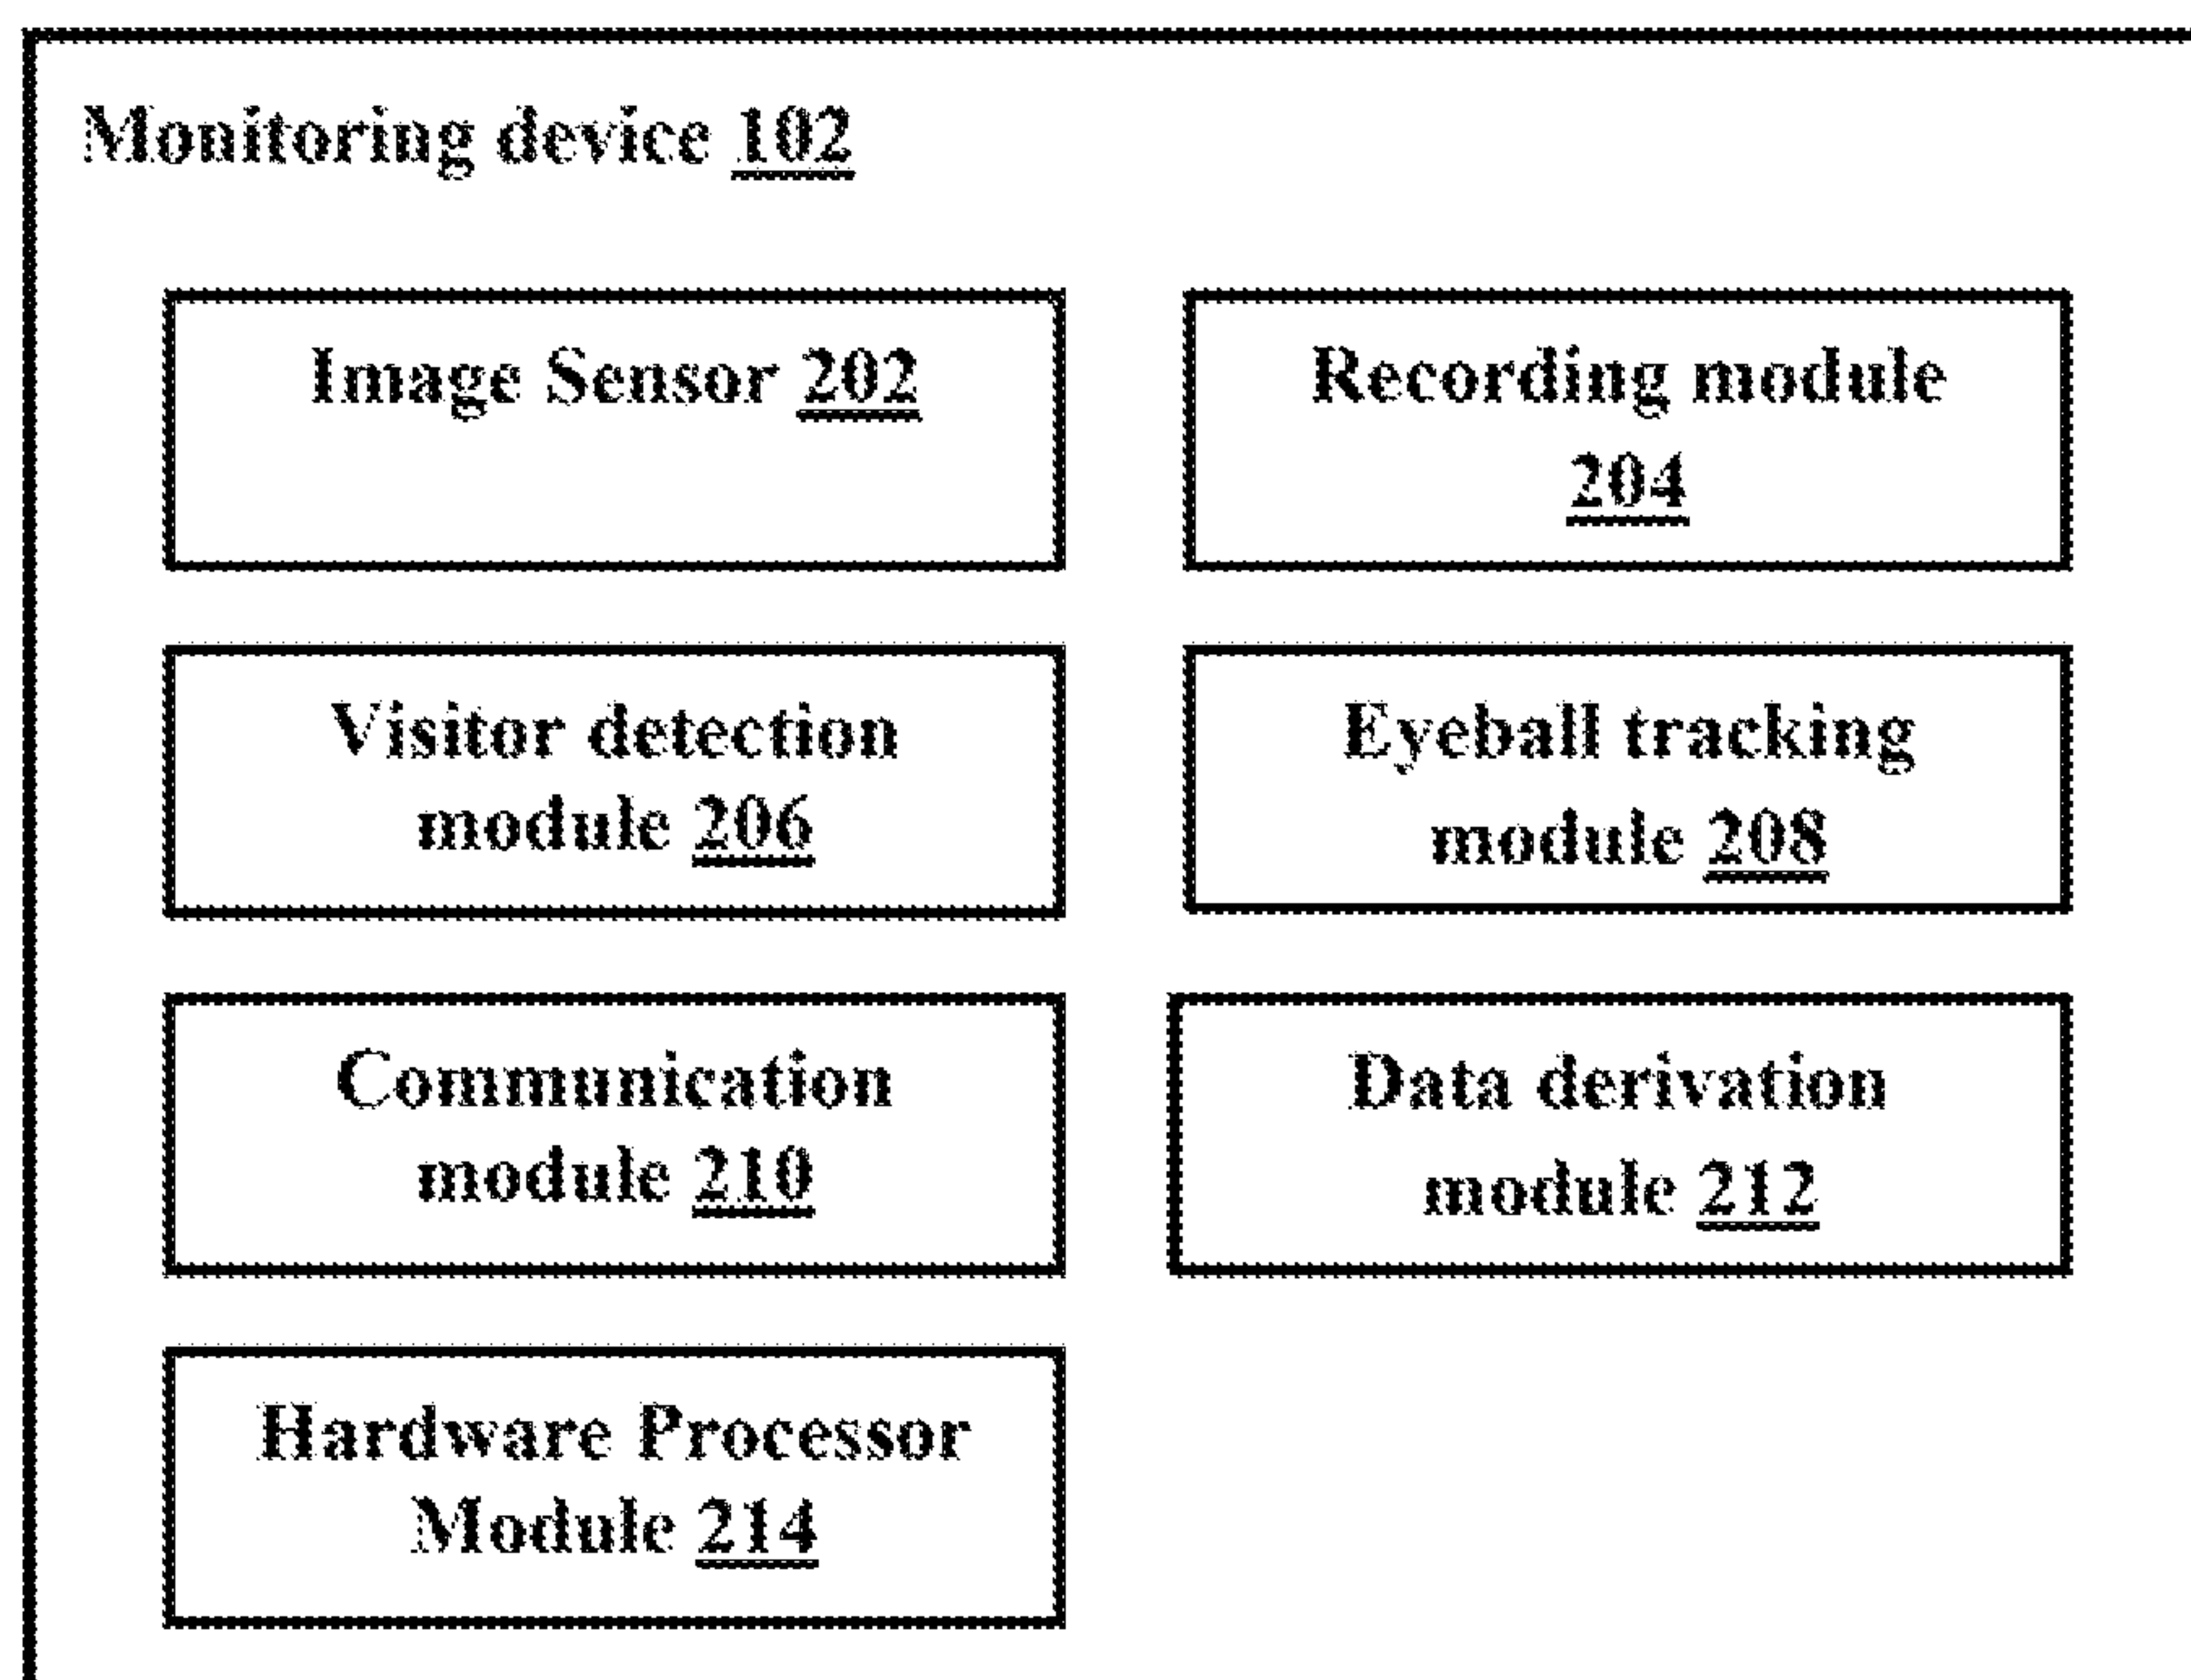 Monitoring device 102
Image Sensor 202
Recording module
204
Visitor detection
module 206
Eyeball tracking
module 208
Communication
module 210
Data derivation
module 212
Hardware Processor
Module 214